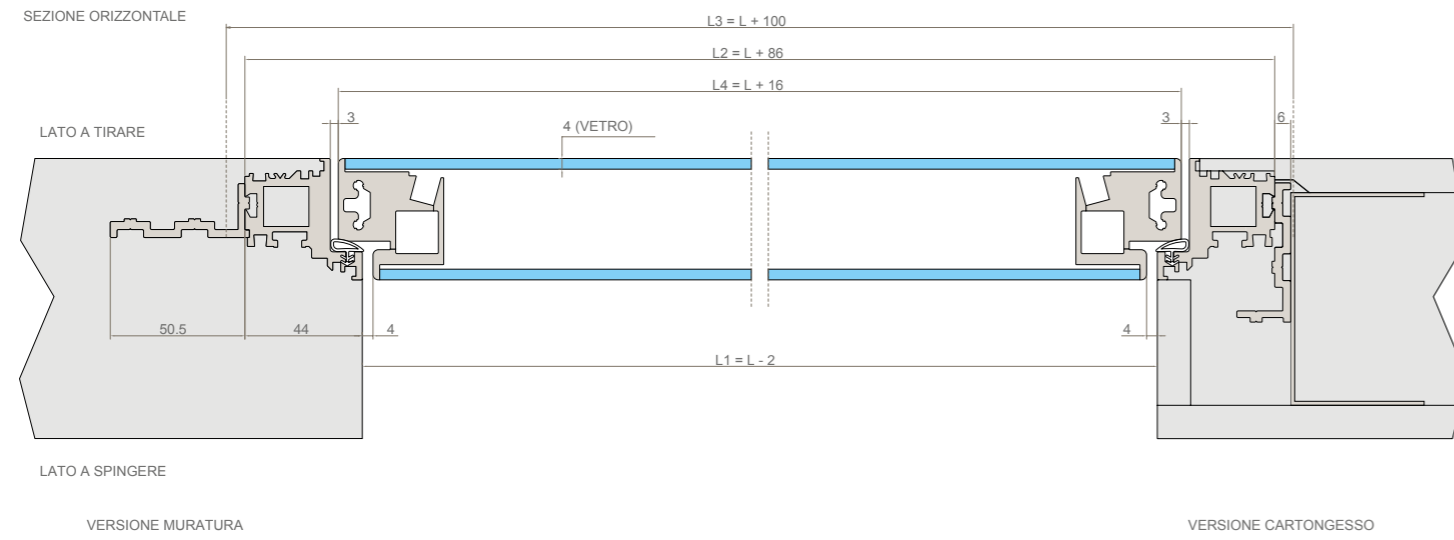 SEZIONE ORIZZONTALE
L3 = L + 100
L2 = L + 86
L4 = L + 16
3
4 (VETRO)
3
6
LATO A TIRARE
50.5
44
4
4
L1 = L - 2
LATO A SPINGERE
VERSIONE MURATURA
VERSIONE CARTONGESSO